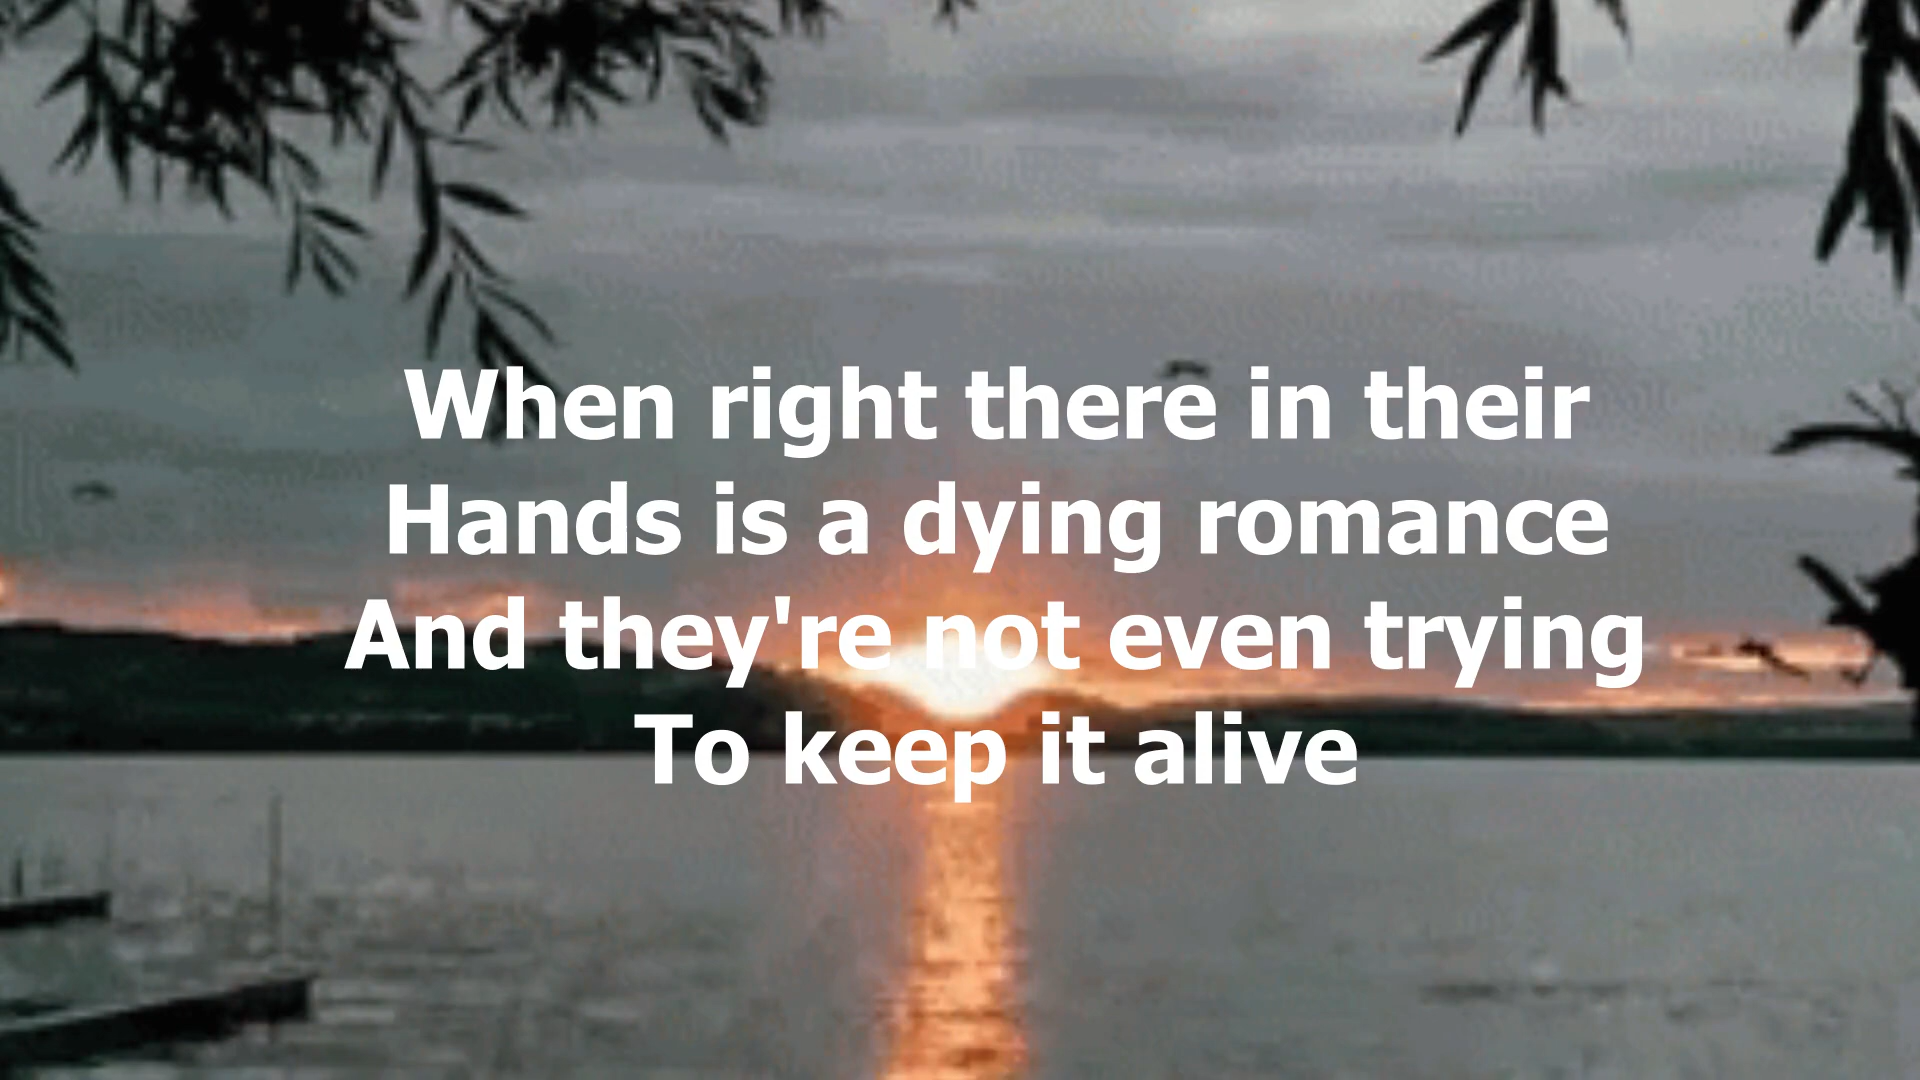 When right there in their
Hands is a dying romance
And they're not even trying
To keep it alive